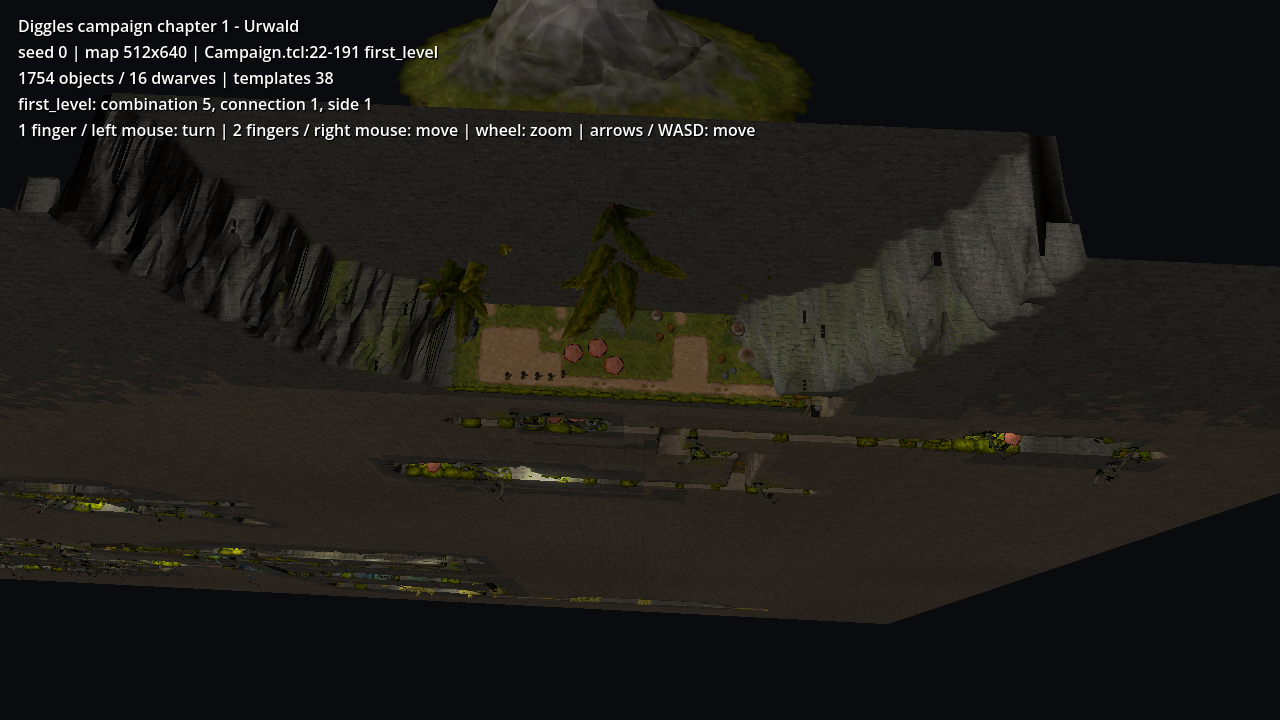 Diggles campaign chapter 1 - Urwald
seed 0 | map 512x640 | Campaign.tcl:22-191 first_level
1754 objects / 16 dwarves | templates 38
first_level: combination 5, connection 1, side 1
1 finger / left mouse: turn | 2 fingers / right mouse: move | wheel: zoom | arrows / WASD: move